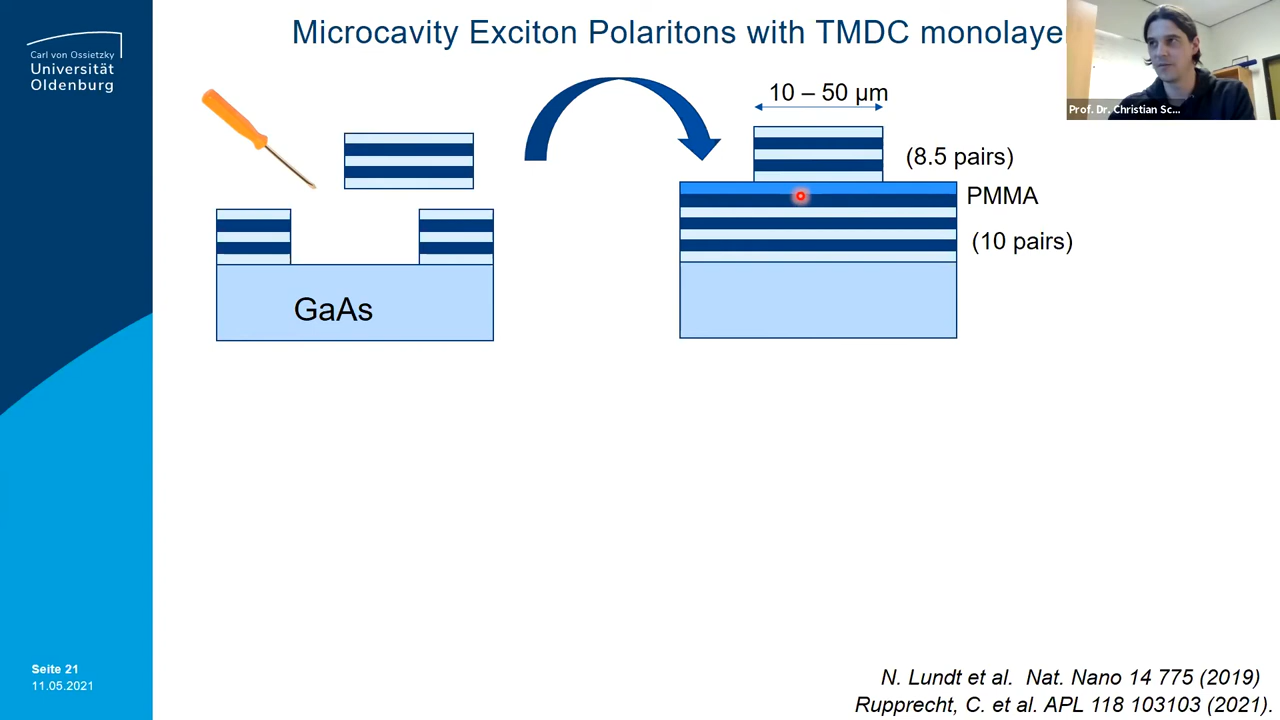 Carl von Ossietzky
Universität
Oldenburg
Microcavity Exciton Polaritons with TMDC monolaye
Prof. Dr. Christian Sc...
10 – 50 µm
(8.5 pairs)
PMMA
(10 pairs)
GaAs
Seite 21
11.05.2021
N. Lundt et al. Nat. Nano 14 775 (2019)
Rupprecht, C. et al. APL 118 103103 (2021).